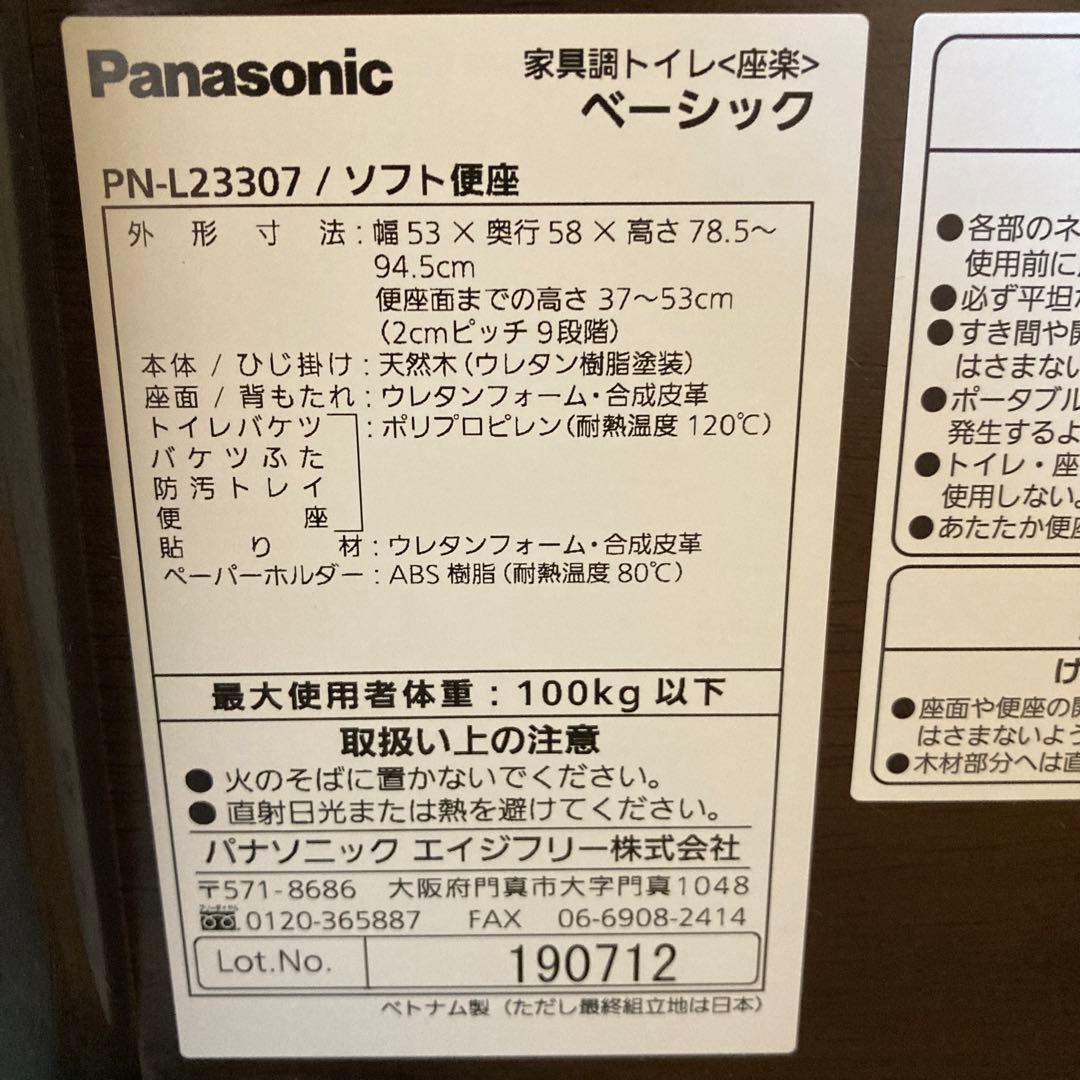 Panasonic
家具調トイレ<座楽>
ベーシック
PN-L23307 / ソフト便座
外形寸法：幅53×奥行58×高さ78.5〜
94.5cm
便座面までの高さ 37〜53cm
（2cmピッチ 9段階）
本体 / ひじ掛け：天然木（ウレタン樹脂塗装）
座面 / 背もたれ：ウレタンフォーム・合成皮革
トイレバケツ：ポリプロピレン（耐熱温度 120℃）
バケツふた
防汚トレイ
便座
貼り材：ウレタンフォーム・合成皮革
ペーパーホルダー：ABS 樹脂（耐熱温度 80℃）
最大使用者体重：100kg 以下
取扱い上の注意
●火のそばに置かないでください。
●直射日光または熱を避けてください。
パナソニック エイジフリー株式会社
〒571-8686 大阪府門真市大字門真1048
フリーダイヤル 0120-365887 FAX 06-6908-2414
Lot.No. 190712
ベトナム製（ただし最終組立地は日本）
●各部のネ
使用前に
●必ず平坦
●すき間や
はさまない
●ポータブル
発生するよ
●トイレ・座
使用しない
●あたたか便座
け
●座面や便座の
はさまないよう
●木材部分へは直